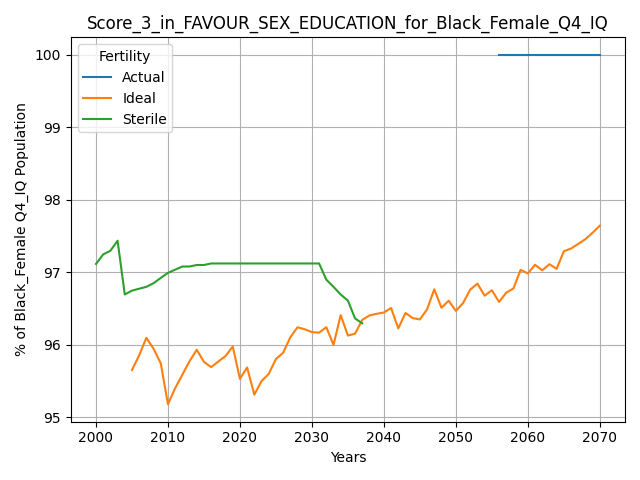 Score_3_in_FAVOUR_SEX_EDUCATION_for_Black_Female_Q4_IQ
Fertility
Actual
Ideal
Sterile
% of Black_Female Q4_IQ Population
100
99
98
97
96
95
2000 2010 2020 2030 2040 2050 2060 2070
Years